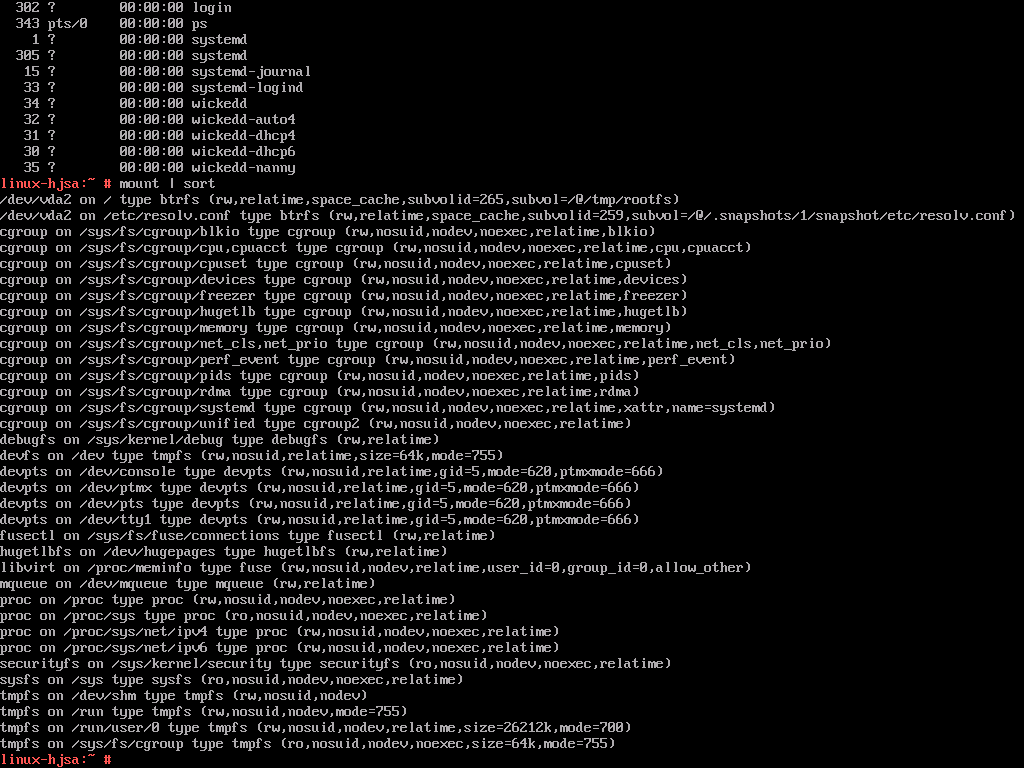 302 ?        00:00:00 login
  343 pts/0    00:00:00 ps
    1 ?        00:00:00 systemd
  305 ?        00:00:00 systemd
   15 ?        00:00:00 systemd-journal
   33 ?        00:00:00 systemd-logind
   34 ?        00:00:00 wickedd
   32 ?        00:00:00 wickedd-auto4
   31 ?        00:00:00 wickedd-dhcp4
   30 ?        00:00:00 wickedd-dhcp6
   35 ?        00:00:00 wickedd-nanny
linux-hjsa:~ # mount | sort
/dev/vda2 on / type btrfs (rw,relatime,space_cache,subvolid=265,subvol=/@/tmp/rootfs)
/dev/vda2 on /etc/resolv.conf type btrfs (rw,relatime,space_cache,subvolid=259,subvol=/@/.snapshots/1/snapshot/etc/resolv.conf)
cgroup on /sys/fs/cgroup/blkio type cgroup (rw,nosuid,nodev,noexec,relatime,blkio)
cgroup on /sys/fs/cgroup/cpu,cpuacct type cgroup (rw,nosuid,nodev,noexec,relatime,cpu,cpuacct)
cgroup on /sys/fs/cgroup/cpuset type cgroup (rw,nosuid,nodev,noexec,relatime,cpuset)
cgroup on /sys/fs/cgroup/devices type cgroup (rw,nosuid,nodev,noexec,relatime,devices)
cgroup on /sys/fs/cgroup/freezer type cgroup (rw,nosuid,nodev,noexec,relatime,freezer)
cgroup on /sys/fs/cgroup/hugetlb type cgroup (rw,nosuid,nodev,noexec,relatime,hugetlb)
cgroup on /sys/fs/cgroup/memory type cgroup (rw,nosuid,nodev,noexec,relatime,memory)
cgroup on /sys/fs/cgroup/net_cls,net_prio type cgroup (rw,nosuid,nodev,noexec,relatime,net_cls,net_prio)
cgroup on /sys/fs/cgroup/perf_event type cgroup (rw,nosuid,nodev,noexec,relatime,perf_event)
cgroup on /sys/fs/cgroup/pids type cgroup (rw,nosuid,nodev,noexec,relatime,pids)
cgroup on /sys/fs/cgroup/rdma type cgroup (rw,nosuid,nodev,noexec,relatime,rdma)
cgroup on /sys/fs/cgroup/systemd type cgroup (rw,nosuid,nodev,noexec,relatime,xattr,name=systemd)
cgroup on /sys/fs/cgroup/unified type cgroup2 (rw,nosuid,nodev,noexec,relatime)
debugfs on /sys/kernel/debug type debugfs (rw,relatime)
devfs on /dev type tmpfs (rw,nosuid,relatime,size=64k,mode=755)
devpts on /dev/console type devpts (rw,nosuid,relatime,gid=5,mode=620,ptmxmode=666)
devpts on /dev/ptmx type devpts (rw,nosuid,relatime,gid=5,mode=620,ptmxmode=666)
devpts on /dev/pts type devpts (rw,nosuid,relatime,gid=5,mode=620,ptmxmode=666)
devpts on /dev/tty1 type devpts (rw,nosuid,relatime,gid=5,mode=620,ptmxmode=666)
fusectl on /sys/fs/fuse/connections type fusectl (rw,relatime)
hugetlbfs on /dev/hugepages type hugetlbfs (rw,relatime)
libvirt on /proc/meminfo type fuse (rw,nosuid,nodev,relatime,user_id=0,group_id=0,allow_other)
mqueue on /dev/mqueue type mqueue (rw,relatime)
proc on /proc type proc (rw,nosuid,nodev,noexec,relatime)
proc on /proc/sys type proc (ro,nosuid,nodev,noexec,relatime)
proc on /proc/sys/net/ipv4 type proc (rw,nosuid,nodev,noexec,relatime)
proc on /proc/sys/net/ipv6 type proc (rw,nosuid,nodev,noexec,relatime)
securityfs on /sys/kernel/security type securityfs (ro,nosuid,nodev,noexec,relatime)
sysfs on /sys type sysfs (ro,nosuid,nodev,noexec,relatime)
tmpfs on /dev/shm type tmpfs (rw,nosuid,nodev)
tmpfs on /run type tmpfs (rw,nosuid,nodev,mode=755)
tmpfs on /run/user/0 type tmpfs (rw,nosuid,nodev,relatime,size=26212k,mode=700)
tmpfs on /sys/fs/cgroup type tmpfs (ro,nosuid,nodev,noexec,size=64k,mode=755)
linux-hjsa:~ #